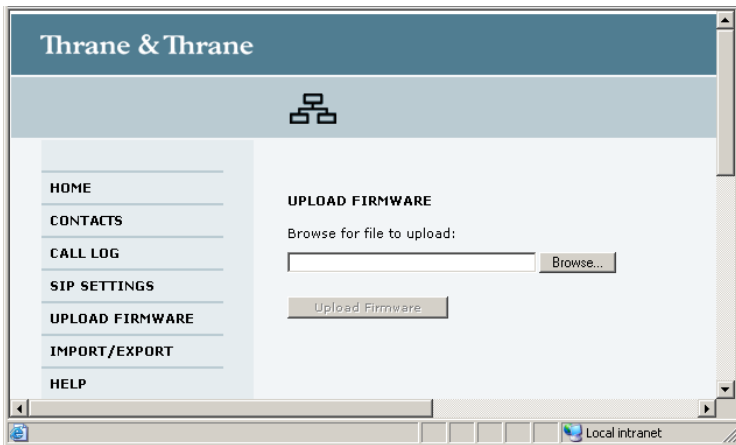 Thrane & Thrane
HOME
CONTACTS
CALL LOG
SIP SETTINGS
UPLOAD FIRMWARE
IMPORT/EXPORT
HELP
UPLOAD FIRMWARE
Browse for file to upload:
Browse...
Upload Firmware
Local intranet